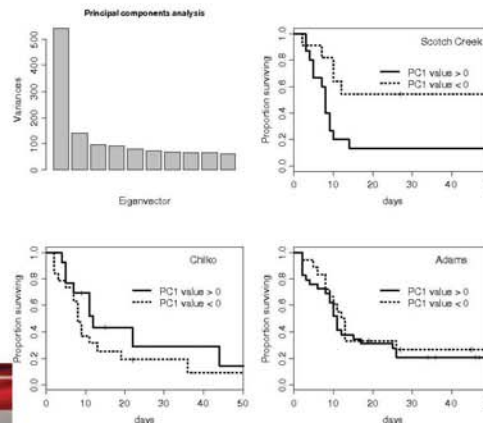 Principal components analysis
Variances
0 100 200 300 400 500
Eigenvector
Scotch Creek
PC1 value > 0
PC1 value < 0
Proportion surviving
0.0 0.2 0.4 0.6 0.8 1.0
0 10 20 30 40 50
days
Chilko
PC1 value > 0
PC1 value < 0
Proportion surviving
0.0 0.2 0.4 0.6 0.8 1.0
0 10 20 30 40 50
days
Adams
PC1 value > 0
PC1 value < 0
Proportion surviving
0.0 0.2 0.4 0.6 0.8 1.0
0 10 20 30 40 50
days